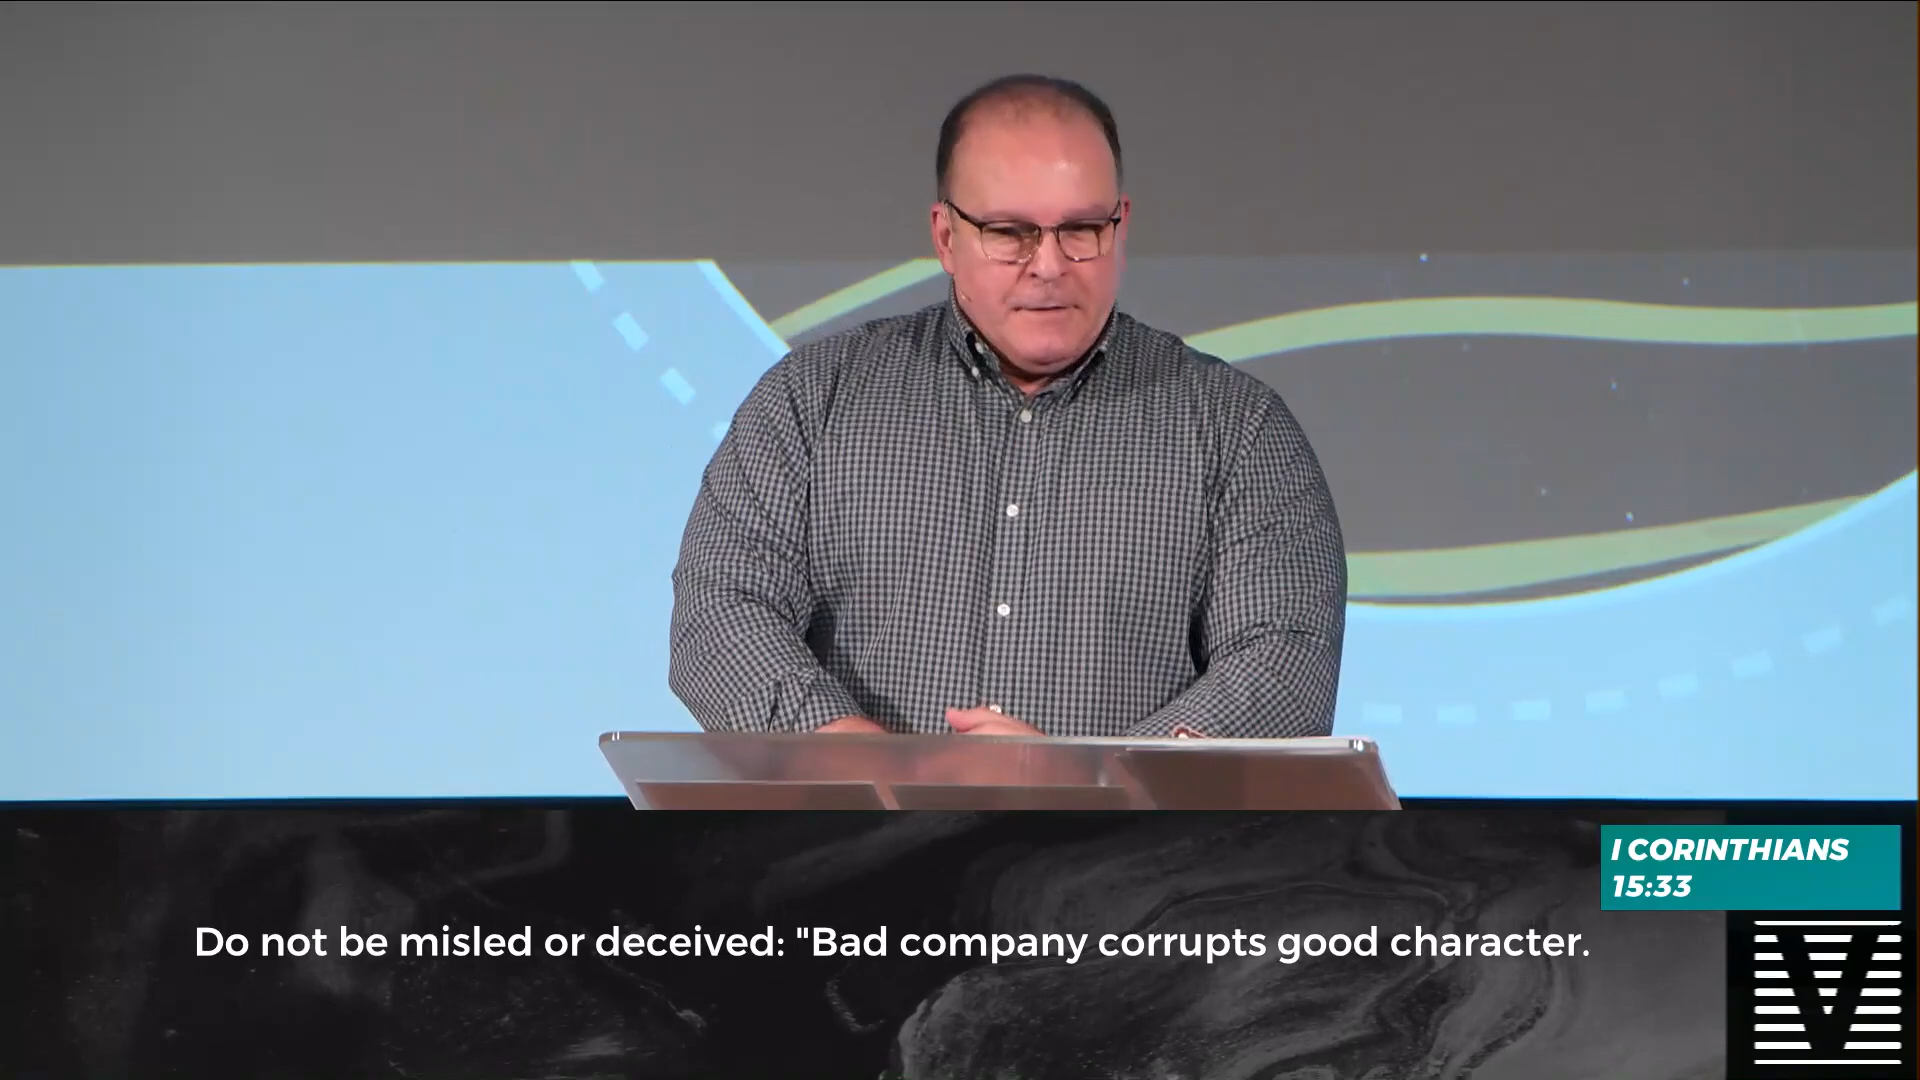 I CORINTHIANS
15:33
Do not be misled or deceived: "Bad company corrupts good character.
V